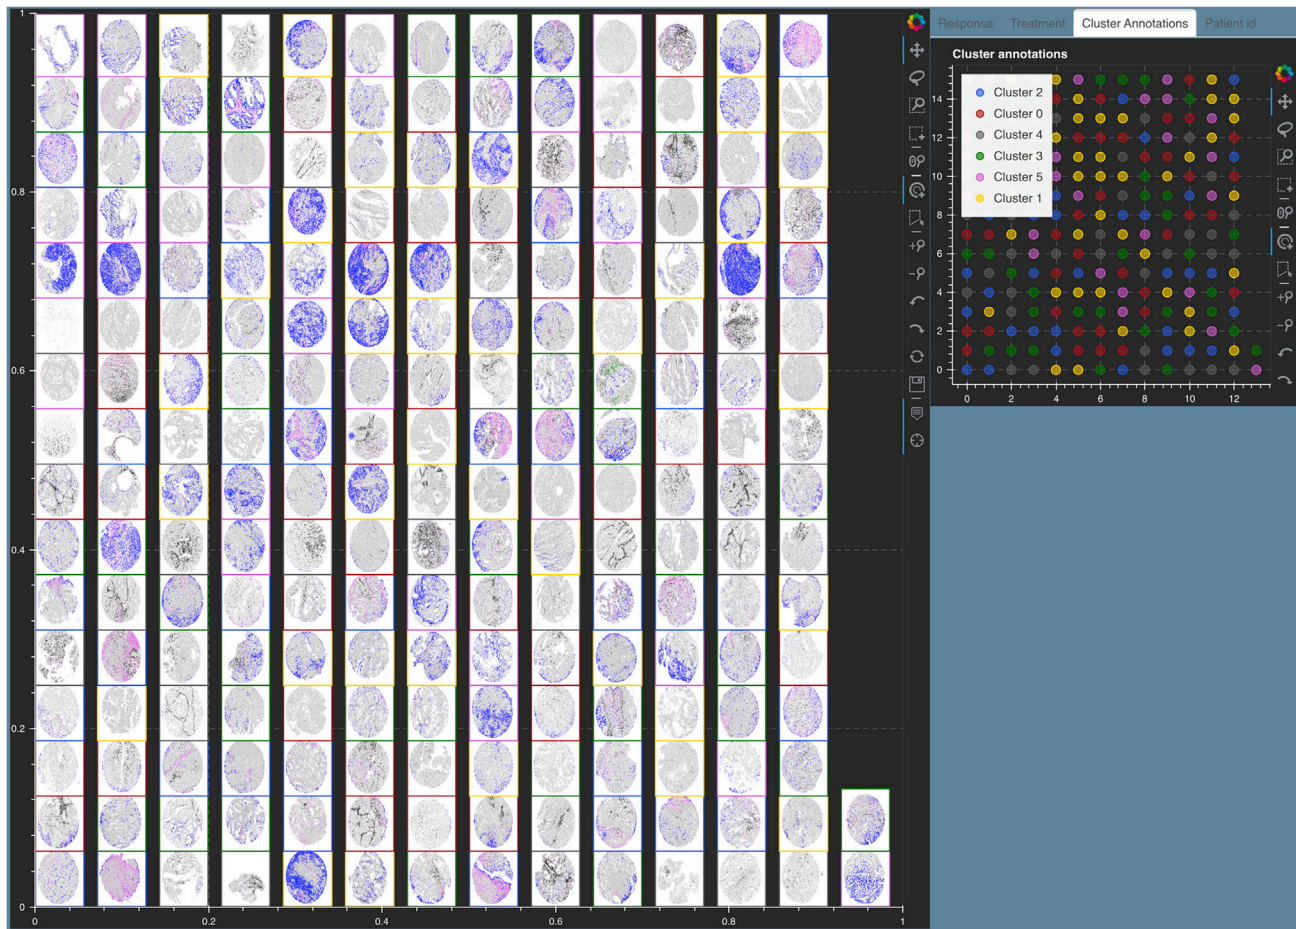 Response Treatment Cluster Annotations Patient id
Cluster annotations
Cluster 2
Cluster 0
Cluster 4
Cluster 3
Cluster 5
Cluster 1
14
12
10
8
6
4
2
0
0 2 4 6 8 10 12
1
0.8
0.6
0.4
0.2
0
0 0.2 0.4 0.6 0.8 1